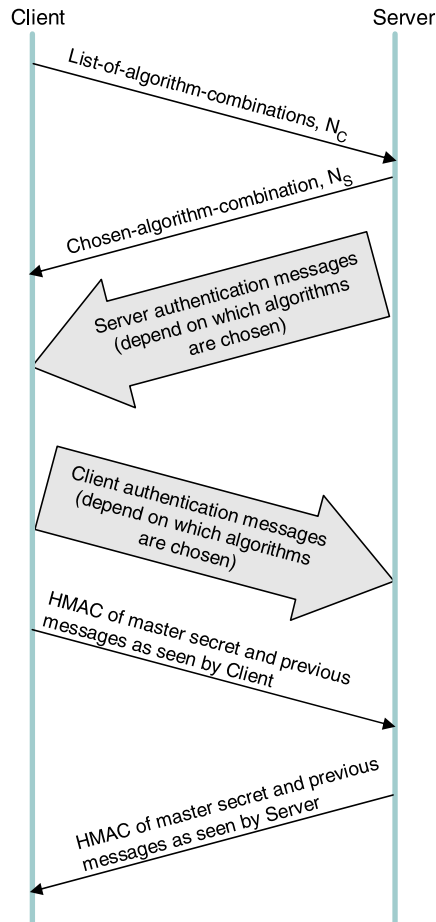 Client
Server
List-of-algorithm-combinations, NC
Chosen-algorithm-combination, NS
Server authentication messages
(depend on which algorithms
are chosen)
Client authentication messages
(depend on which algorithms
are chosen)
HMAC of master secret and previous
messages as seen by Client
HMAC of master secret and previous
messages as seen by Server